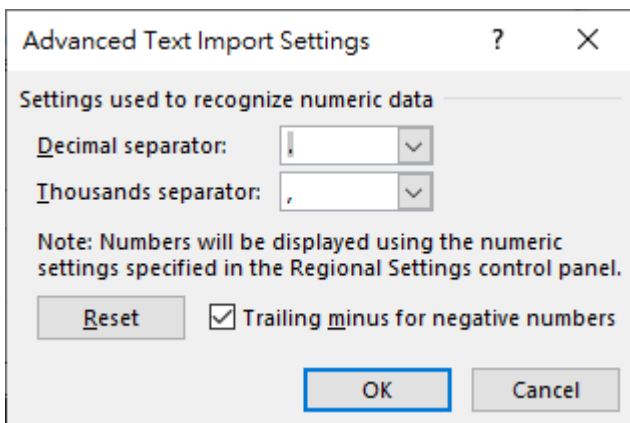 Advanced Text Import Settings ? ×
Settings used to recognize numeric data
Decimal separator: .
Thousands separator: ,
Note: Numbers will be displayed using the numeric
settings specified in the Regional Settings control panel.
Reset Trailing minus for negative numbers
OK Cancel